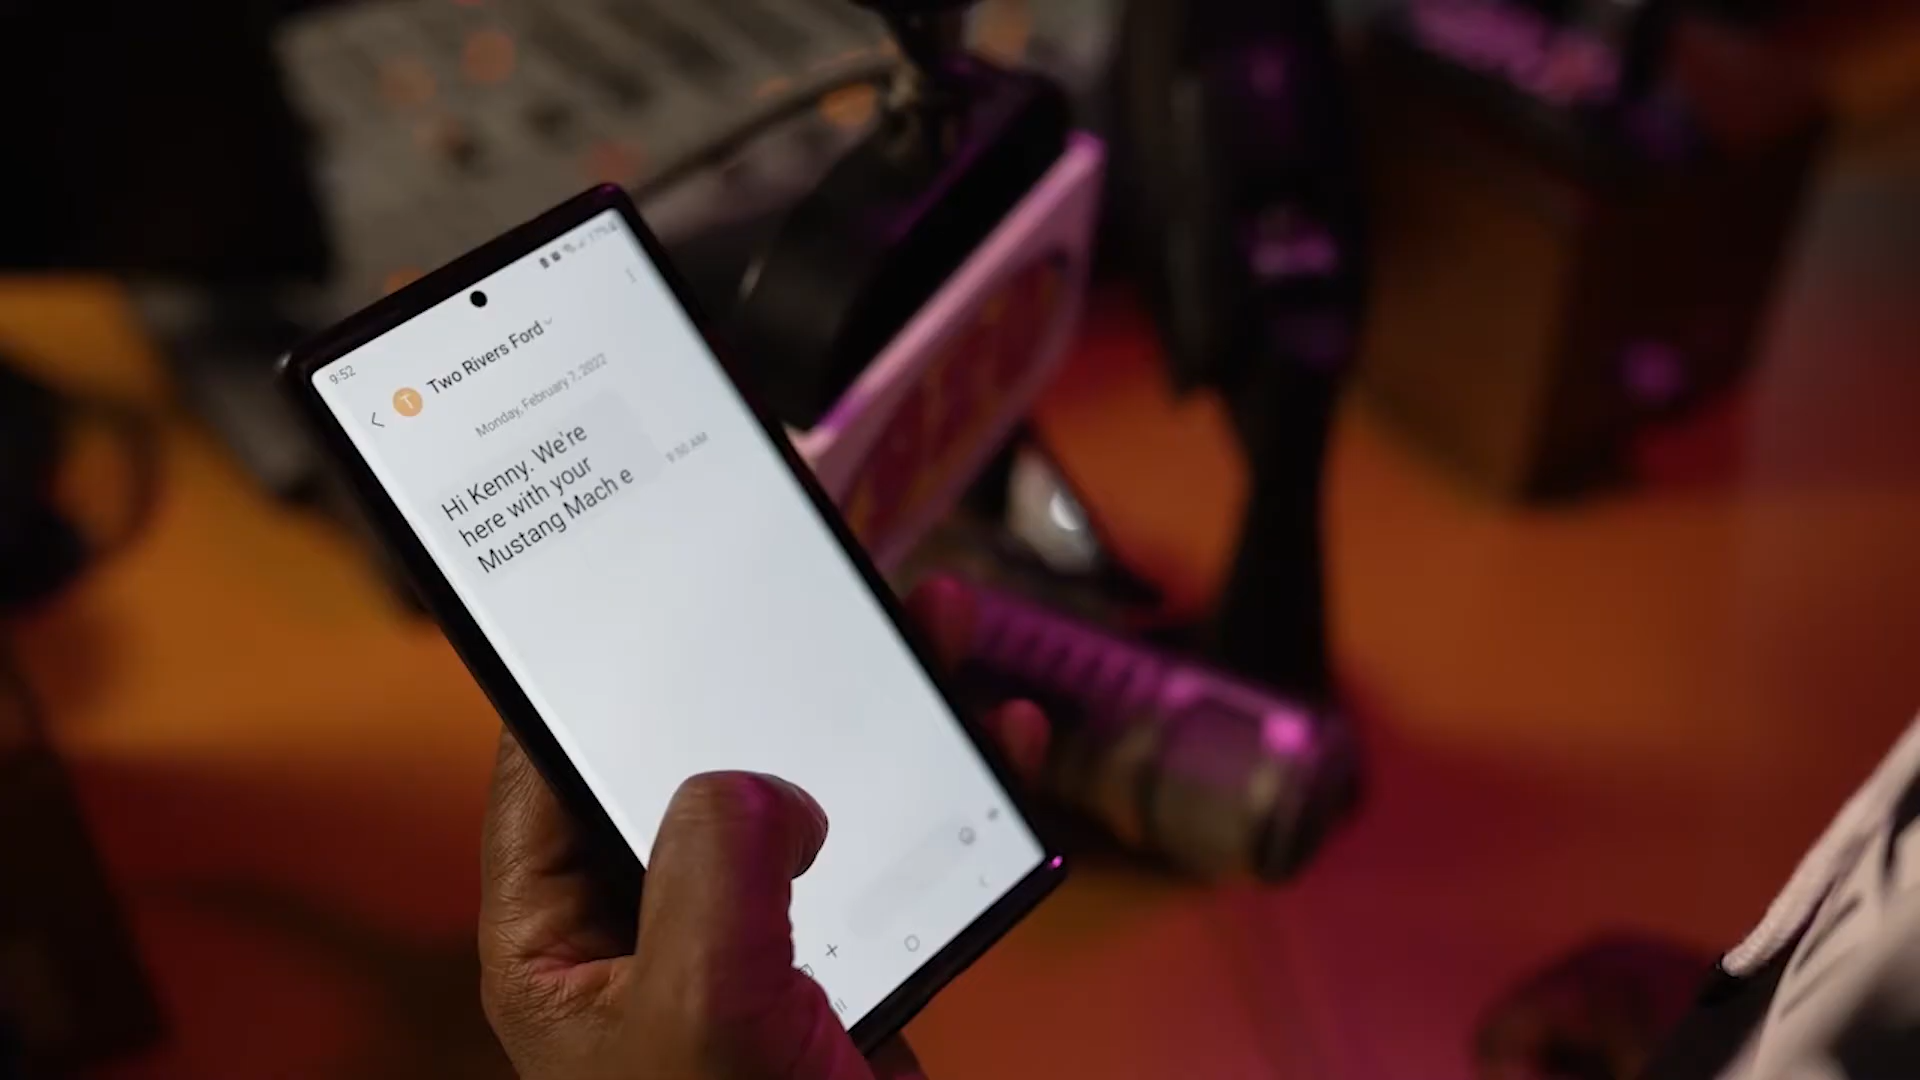 9:52
T
Two Rivers Ford
Monday, February 7, 2022
Hi Kenny. We're
here with your
Mustang Mach e
9:50 AM